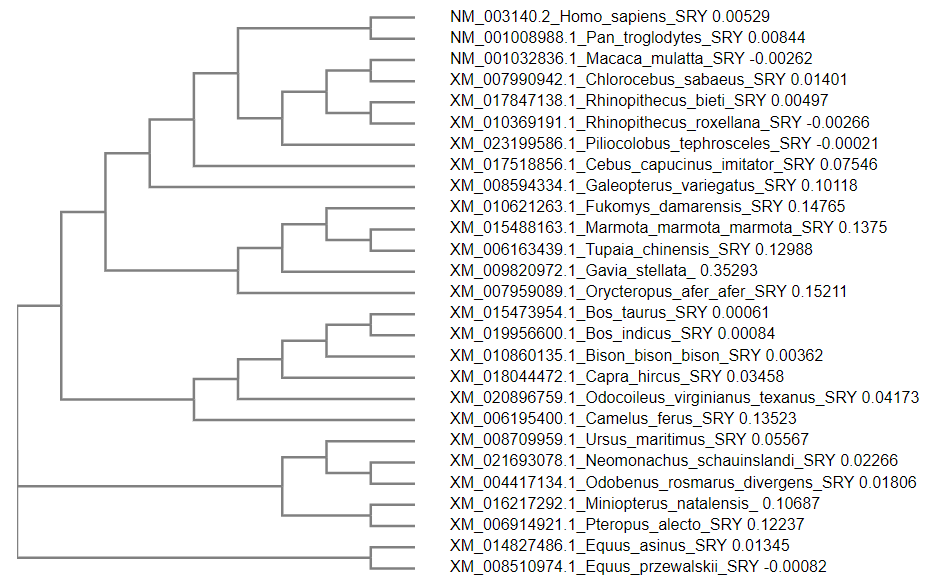 NM_003140.2_Homo_sapiens_SRY 0.00529
NM_001008988.1_Pan_troglodytes_SRY 0.00844
NM_001032836.1_Macaca_mulatta_SRY -0.00262
XM_007990942.1_Chlorocebus_sabaeus_SRY 0.01401
XM_017847138.1_Rhinopithecus_bieti_SRY 0.00497
XM_010369191.1_Rhinopithecus_roxellana_SRY -0.00266
XM_023199586.1_Piliocolobus_tephrosceles_SRY -0.00021
XM_017518856.1_Cebus_capucinus_imitator_SRY 0.07546
XM_008594334.1_Galeopterus_variegatus_SRY 0.10118
XM_010621263.1_Fukomys_damarensis_SRY 0.14765
XM_015488163.1_Marmota_marmota_marmota_SRY 0.1375
XM_006163439.1_Tupaia_chinensis_SRY 0.12988
XM_009820972.1_Gavia_stellata_ 0.35293
XM_007959089.1_Orycteropus_afer_afer_SRY 0.15211
XM_015473954.1_Bos_taurus_SRY 0.00061
XM_019956600.1_Bos_indicus_SRY 0.00084
XM_010860135.1_Bison_bison_bison_SRY 0.00362
XM_018044472.1_Capra_hircus_SRY 0.03458
XM_020896759.1_Odocoileus_virginianus_texanus_SRY 0.04173
XM_006195400.1_Camelus_ferus_SRY 0.13523
XM_008709959.1_Ursus_maritimus_SRY 0.05567
XM_021693078.1_Neomonachus_schauinslandi_SRY 0.02266
XM_004417134.1_Odobenus_rosmarus_divergens_SRY 0.01806
XM_016217292.1_Miniopterus_natalensis_ 0.10687
XM_006914921.1_Pteropus_alecto_SRY 0.12237
XM_014827486.1_Equus_asinus_SRY 0.01345
XM_008510974.1_Equus_przewalskii_SRY -0.00082